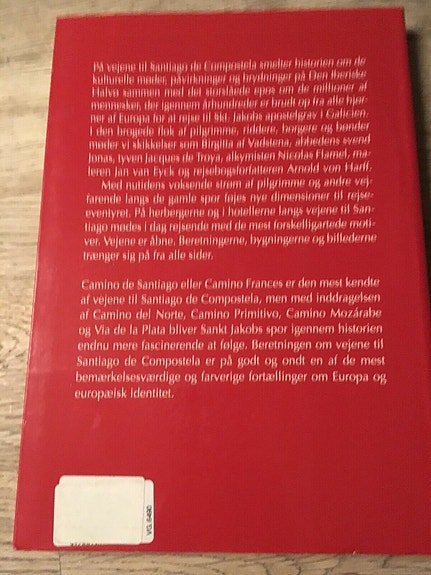 På vejene til Santiago de Compostela smelter historien om de
kulturelle møder, påvirkninger og brydninger på Den Iberiske
Halvø sammen med det storslåede epos om de millioner af
mennesker, der igennem århundreder er brudt op fra alle hjør-
ner af Europa for at rejse til Skt. Jakobs apostelgrav i Galicien.
I den brogede flok af pilgrimme, riddere, borgere og bønder
møder vi skikkelser som Birgitta af Vadstena, abbedens svend
Jonas, tyven Jacques de Troya, alkymisten Nicolas Flamel, ma-
leren Jan van Eyck og rejsebogsforfatteren Arnold von Harff.
Med nutidens voksende strøm af pilgrimme og andre vej-
farende langs de gamle spor føjes nye dimensioner til rejse-
eventyret. På herbergerne og i hotellerne langs vejene til San-
tiago mødes i dag rejsende med de mest forskelligartede moti-
ver. Vejene er åbne. Beretningerne, bygningerne og billederne
trænger sig på fra alle sider.
Camino de Santiago eller Camino Frances er den mest kendte
af vejene til Santiago de Compostela, men med inddragelsen
af Camino del Norte, Camino Primitivo, Camino Mozárabe
og Via de la Plata bliver Sankt Jakobs spor igennem historien
endnu mere fascinerende at følge. Beretningen om vejene til
Santiago de Compostela er på godt og ondt en af de mest
bemærkelsesværdige og farverige fortællinger om Europa og
europæisk identitet.
VG. 6490